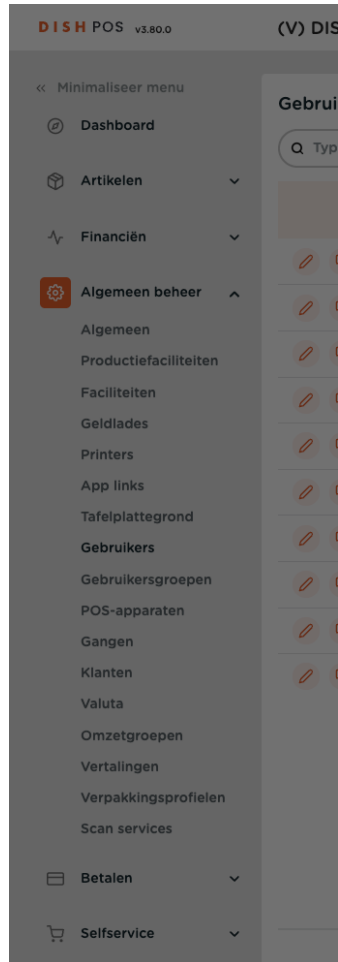 DISH POS v3.80.0
(V) DIS
« Minimaliseer menu
Gebrui
Dashboard
Typ
Artikelen
Financiën
Algemeen beheer
Algemeen
Productiefaciliteiten
Faciliteiten
Geldlades
Printers
App links
Tafelplattegrond
Gebruikers
Gebruikersgroepen
POS-apparaten
Gangen
Klanten
Valuta
Omzetgroepen
Vertalingen
Verpakkingsprofielen
Scan services
Betalen
Selfservice